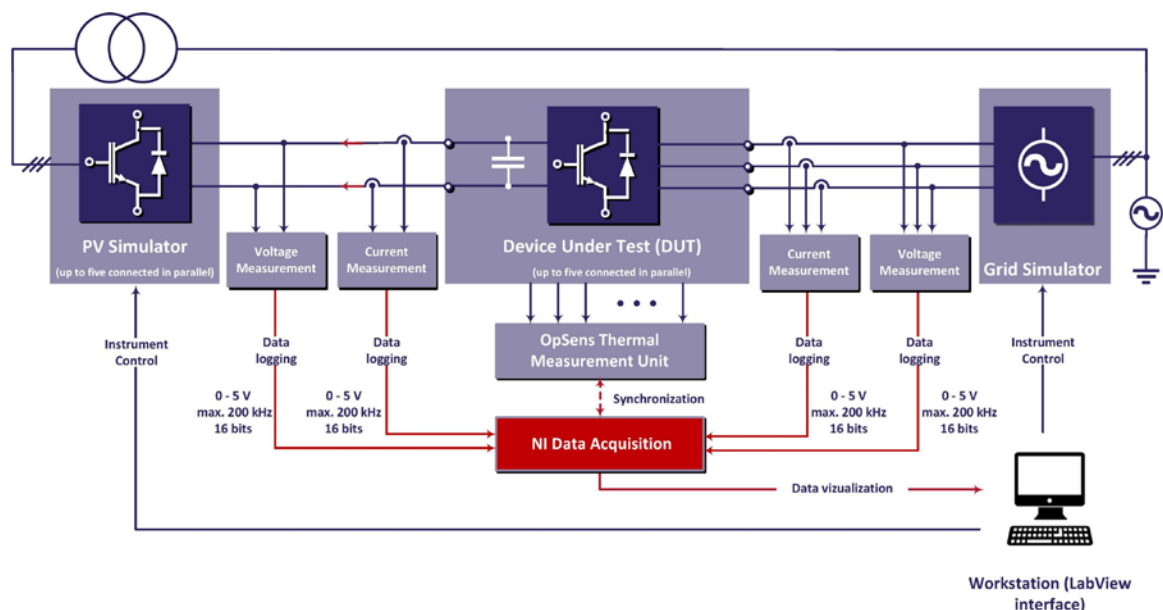 PV Simulator
(up to five connected in parallel)
Voltage
Measurement
Current
Measurement
Device Under Test (DUT)
(up to five connected in parallel)
Current
Measurement
Voltage
Measurement
Grid Simulator
OpSens Thermal
Measurement Unit
Instrument
Control
Data
logging
Data
logging
Data
logging
Data
logging
Instrument
Control
0 - 5 V
max. 200 kHz
16 bits
0 - 5 V
max. 200 kHz
16 bits
Synchronization
0 - 5 V
max. 200 kHz
16 bits
0 - 5 V
max. 200 kHz
16 bits
NI Data Acquisition
Data vizualization
Workstation (LabView
interface)